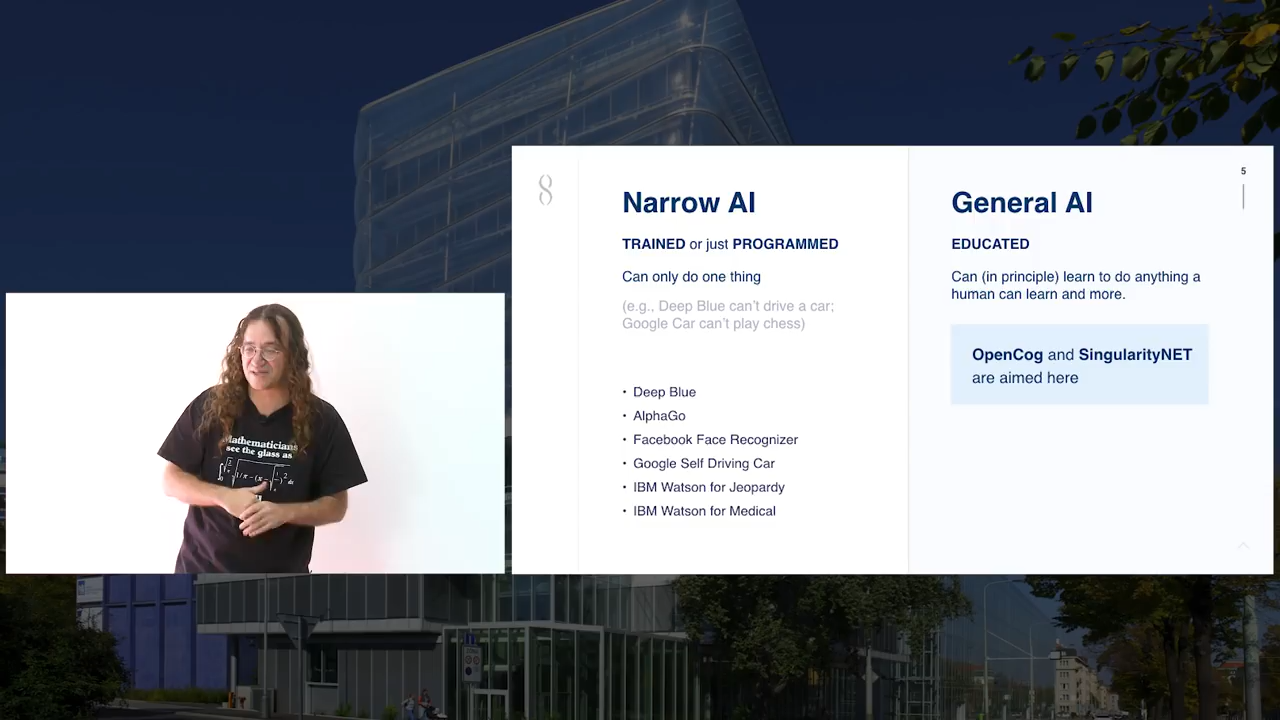 Mathematicians
see the glass as
5
Narrow AI
TRAINED or just PROGRAMMED
Can only do one thing
(e.g., Deep Blue can’t drive a car;
Google Car can’t play chess)
• Deep Blue
• AlphaGo
• Facebook Face Recognizer
• Google Self Driving Car
• IBM Watson for Jeopardy
• IBM Watson for Medical
General AI
EDUCATED
Can (in principle) learn to do anything a
human can learn and more.
OpenCog and SingularityNET
are aimed here